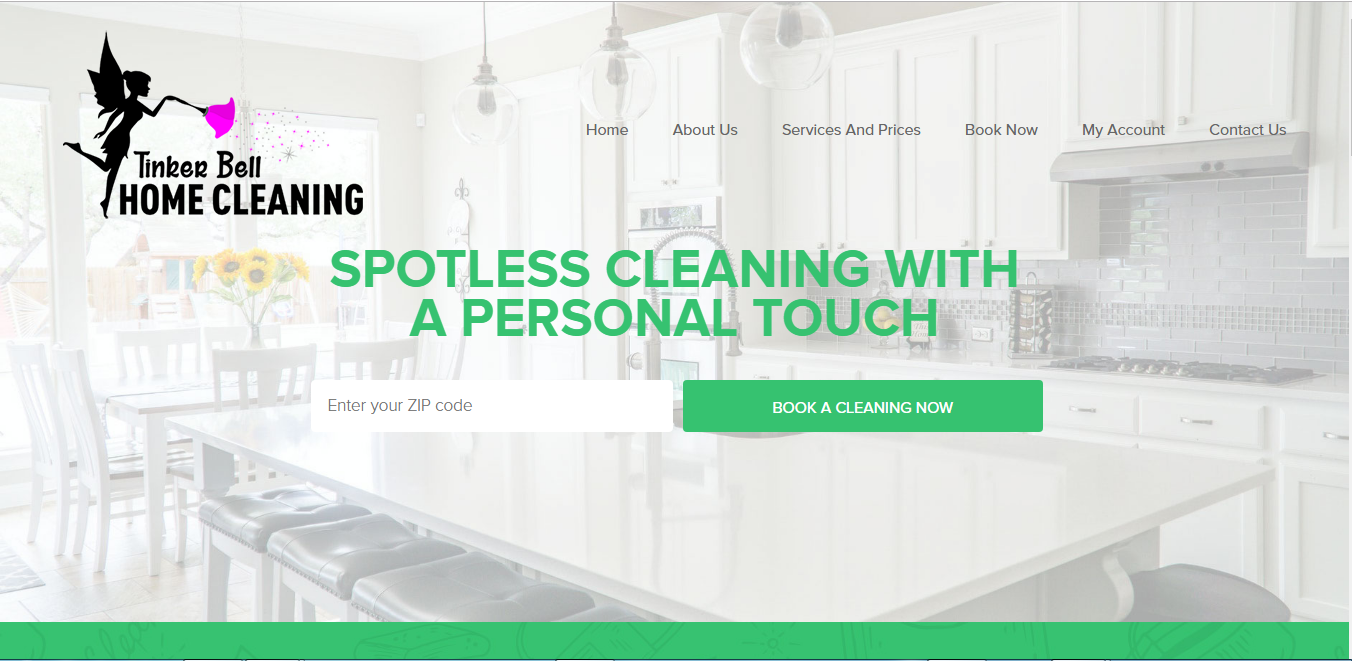 Tinker Bell
HOME CLEANING
Home About Us Services And Prices Book Now My Account Contact Us
SPOTLESS CLEANING WITH
A PERSONAL TOUCH
Enter your ZIP code
BOOK A CLEANING NOW